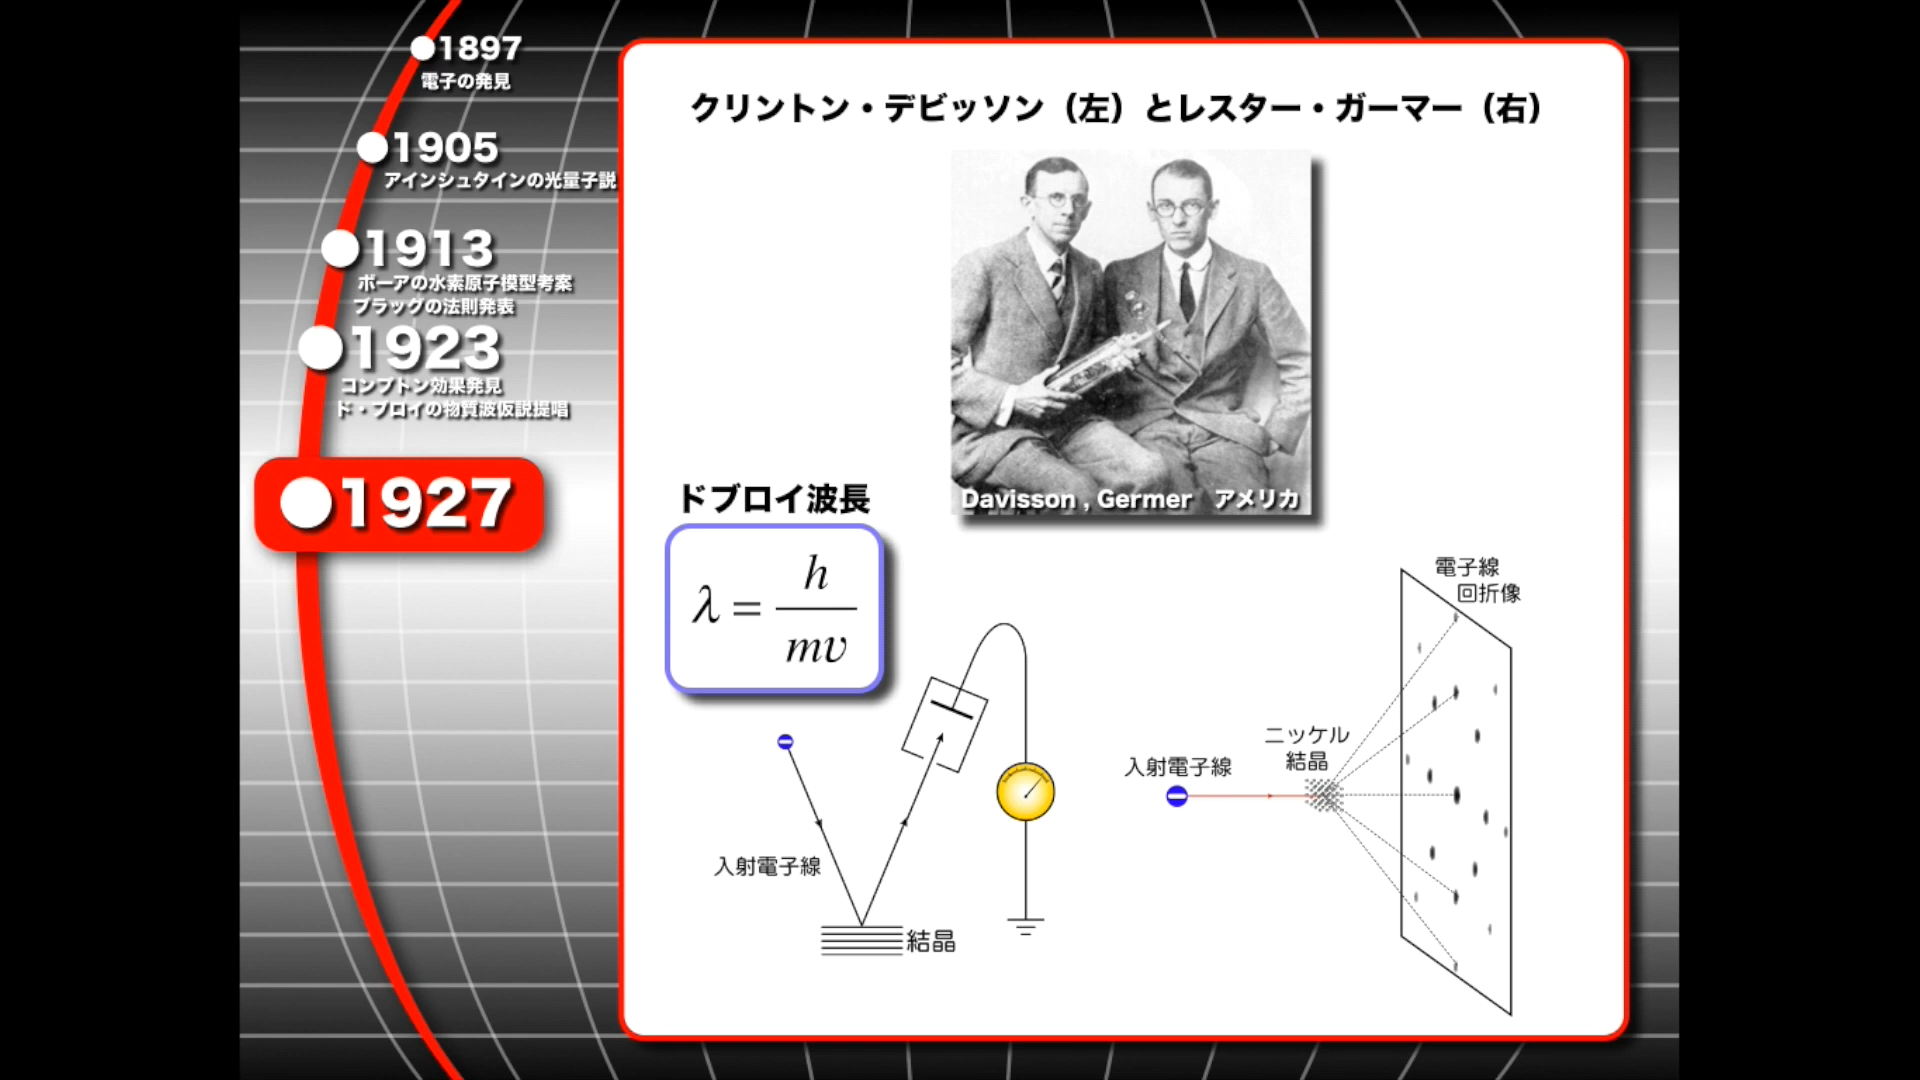 1897
電子の発見
1905
アインシュタインの光量子説
1913
ボーアの水素原子模型考案
ブラッグの法則発表
1923
コンプトン効果発見
ド・ブロイの物質波仮説提唱
1927
クリントン・デビッソン（左）とレスター・ガーマー（右）
Davisson , Germer　アメリカ
ドブロイ波長
λ = h / mv
入射電子線
結晶
入射電子線
ニッケル
結晶
電子線
回折像